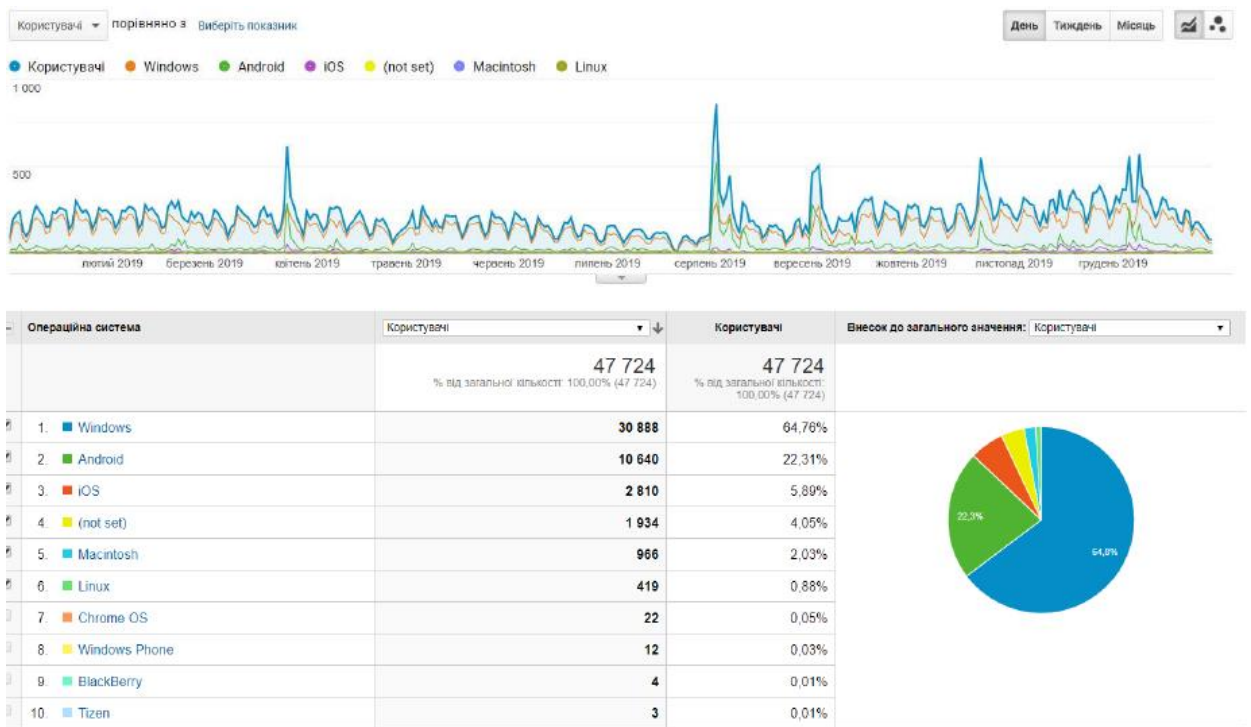 Користувачі порівняно з Виберіть показник День Тиждень Місяць
Користувачі Windows Android iOS (not set) Macintosh Linux
1 000
500
лютий 2019 березень 2019 квітень 2019 травень 2019 червень 2019 липень 2019 серпень 2019 вересень 2019 жовтень 2019 листопад 2019 грудень 2019
Операційна система Користувачі Користувачі Внесок до загального значення: Користувачі
47 724 47 724
% від загальної кількості: 100,00% (47 724) % від загальної кількості:
100,00% (47 724)
1. Windows 30 888 64,76%
2. Android 10 640 22,31%
3. iOS 2 810 5,89%
4. (not set) 1 934 4,05%
5. Macintosh 966 2,03%
6. Linux 419 0,88%
7. Chrome OS 22 0,05%
8. Windows Phone 12 0,03%
9. BlackBerry 4 0,01%
10. Tizen 3 0,01%
22,3%
64,8%